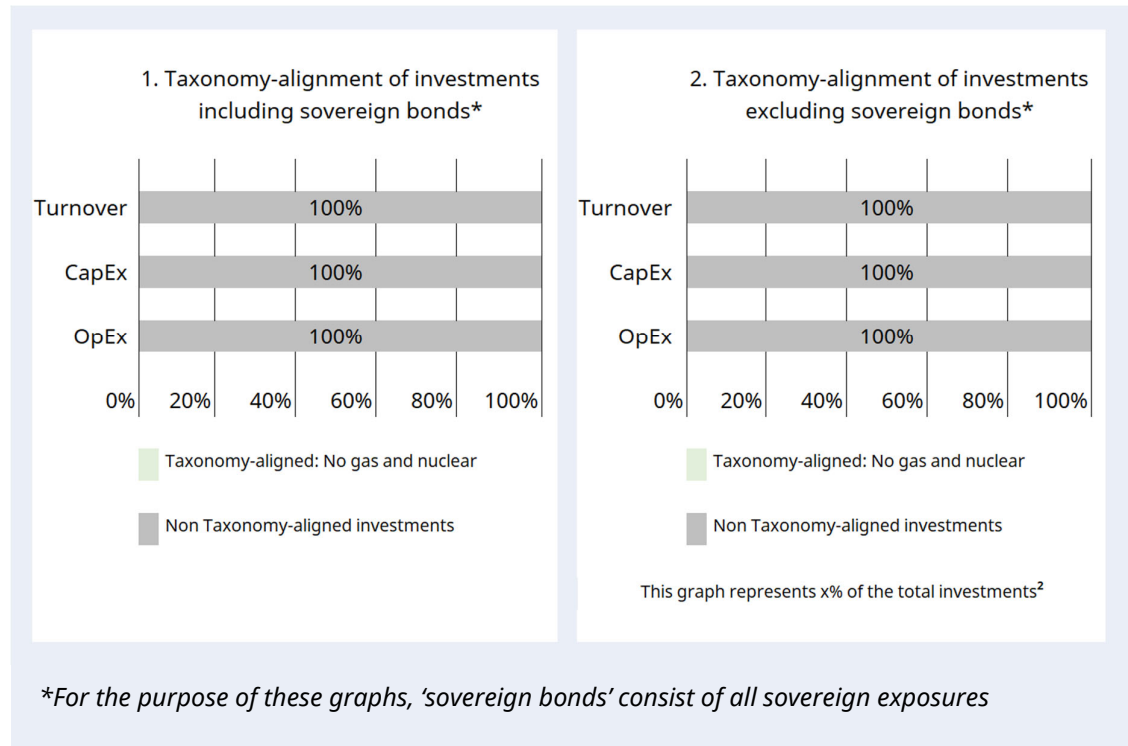 1. Taxonomy-alignment of investments
including sovereign bonds*
Turnover
100%
CapEx
100%
OpEx
100%
0% 20% 40% 60% 80% 100%
Taxonomy-aligned: No gas and nuclear
Non Taxonomy-aligned investments
2. Taxonomy-alignment of investments
excluding sovereign bonds*
Turnover
100%
CapEx
100%
OpEx
100%
0% 20% 40% 60% 80% 100%
Taxonomy-aligned: No gas and nuclear
Non Taxonomy-aligned investments
This graph represents x% of the total investments²
*For the purpose of these graphs, ‘sovereign bonds’ consist of all sovereign exposures